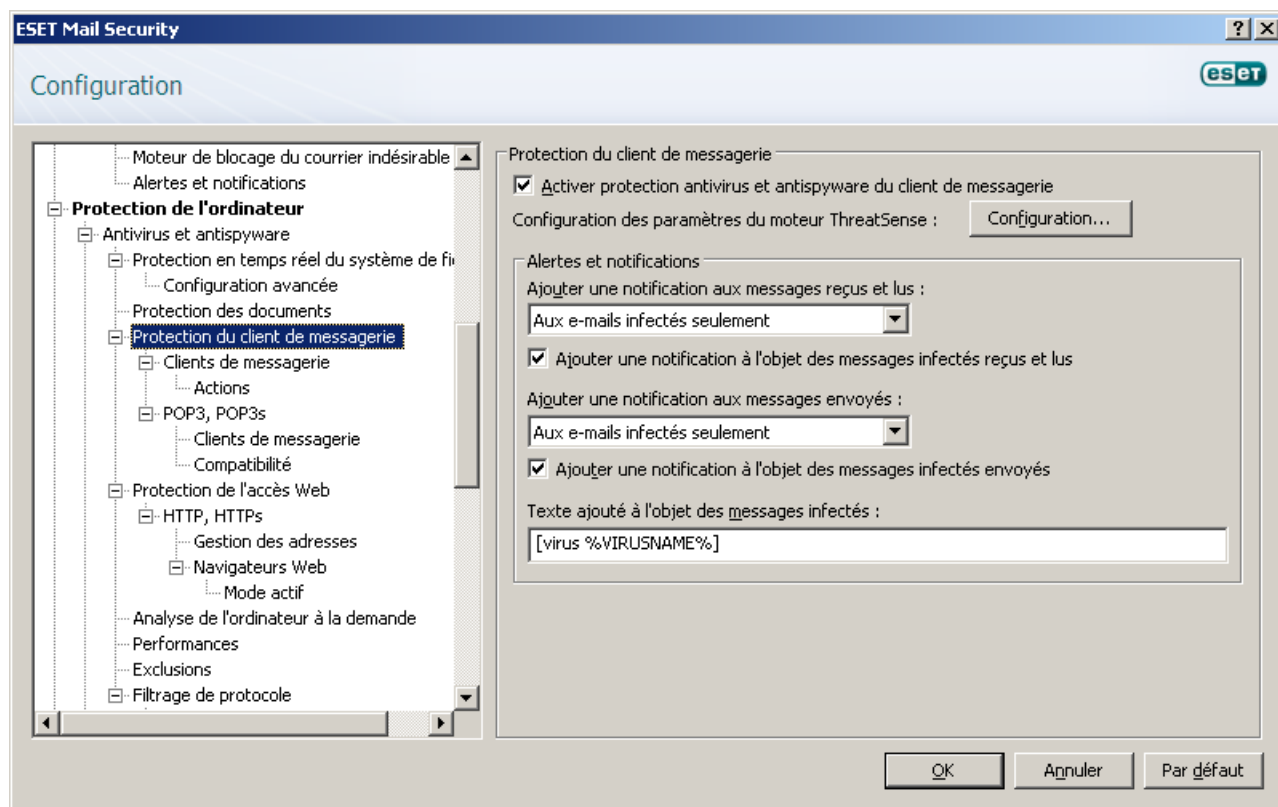 ESET Mail Security
Configuration
eseT
Moteur de blocage du courrier indésirable
Alertes et notifications
Protection de l'ordinateur
Antivirus et antispyware
Protection en temps réel du système de fi
Configuration avancée
Protection des documents
Protection du client de messagerie
Clients de messagerie
Actions
POP3, POP3s
Clients de messagerie
Compatibilité
Protection de l'accès Web
HTTP, HTTPs
Gestion des adresses
Navigateurs Web
Mode actif
Analyse de l'ordinateur à la demande
Performances
Exclusions
Filtrage de protocole
Protection du client de messagerie
Activer protection antivirus et antispyware du client de messagerie
Configuration des paramètres du moteur ThreatSense :
Configuration...
Alertes et notifications
Ajouter une notification aux messages reçus et lus :
Aux e-mails infectés seulement
Ajouter une notification à l'objet des messages infectés reçus et lus
Ajouter une notification aux messages envoyés :
Aux e-mails infectés seulement
Ajouter une notification à l'objet des messages infectés envoyés
Texte ajouté à l'objet des messages infectés :
[virus %VIRUSNAME%]
OK
Annuler
Par défaut